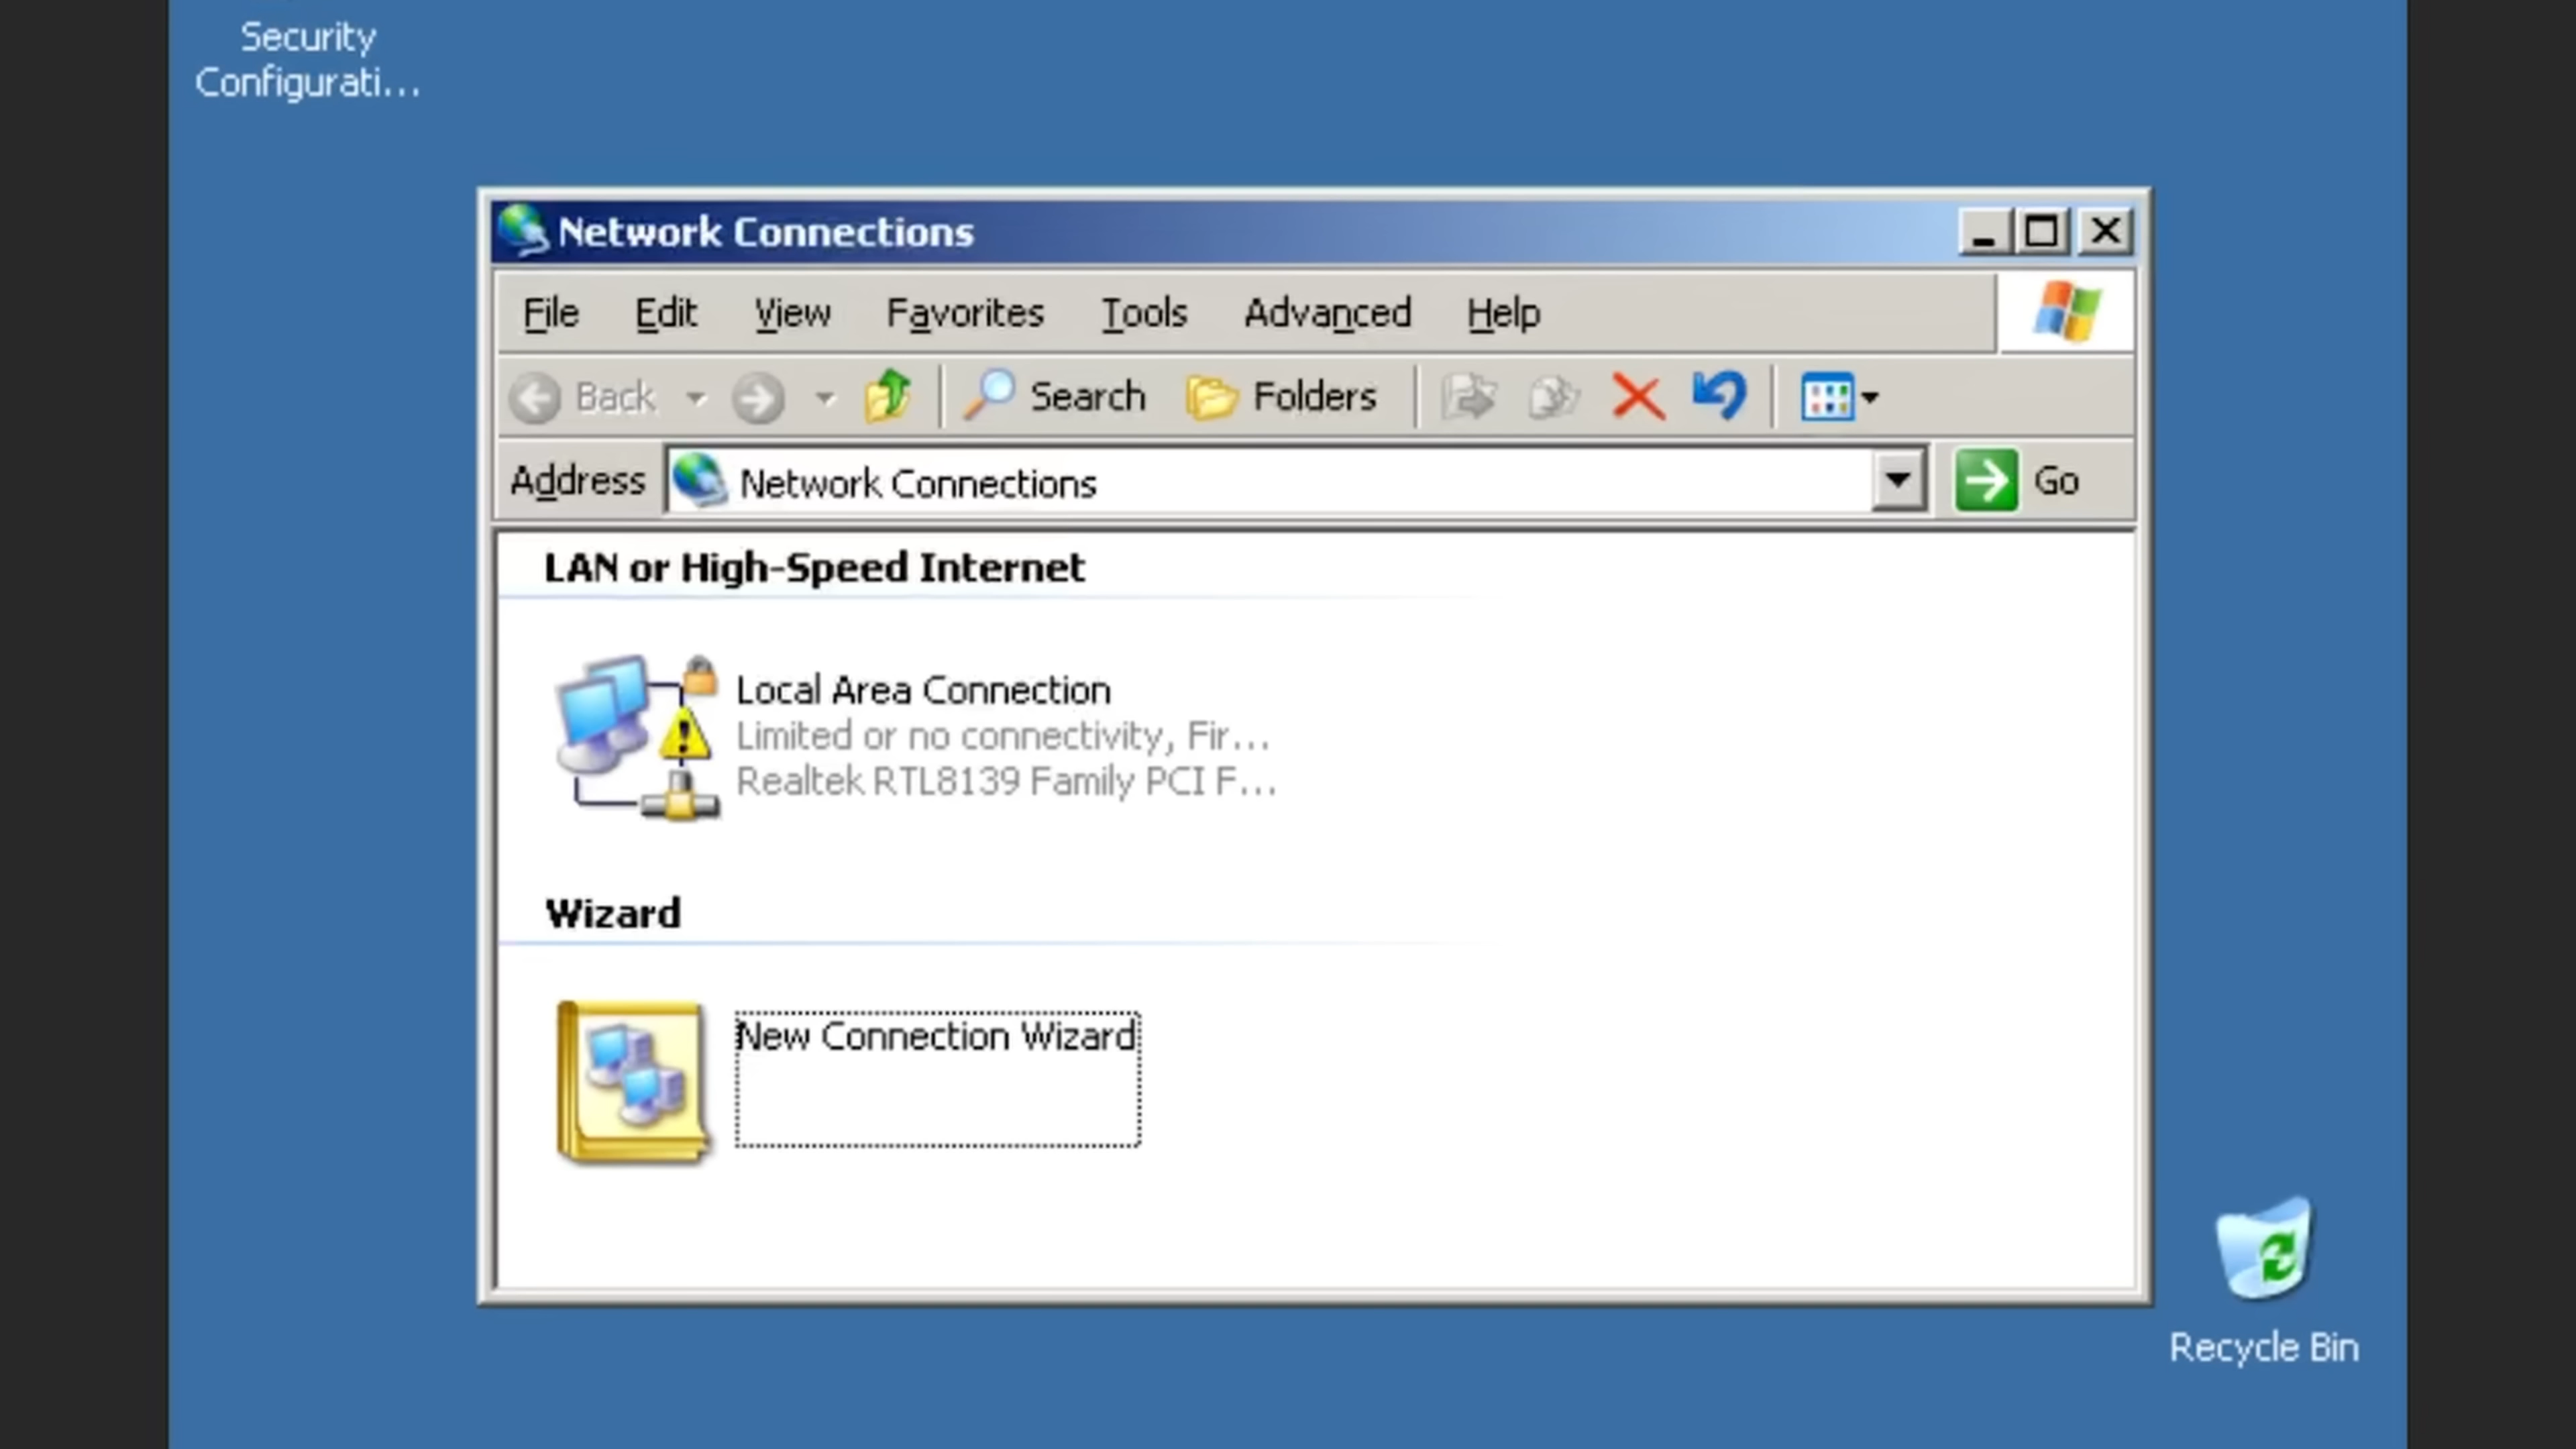 Security
Configurati...
Network Connections
File Edit View Favorites Tools Advanced Help
Back Search Folders
Address Network Connections Go
LAN or High-Speed Internet
Local Area Connection
Limited or no connectivity, Fir...
Realtek RTL8139 Family PCI F...
Wizard
New Connection Wizard
Recycle Bin